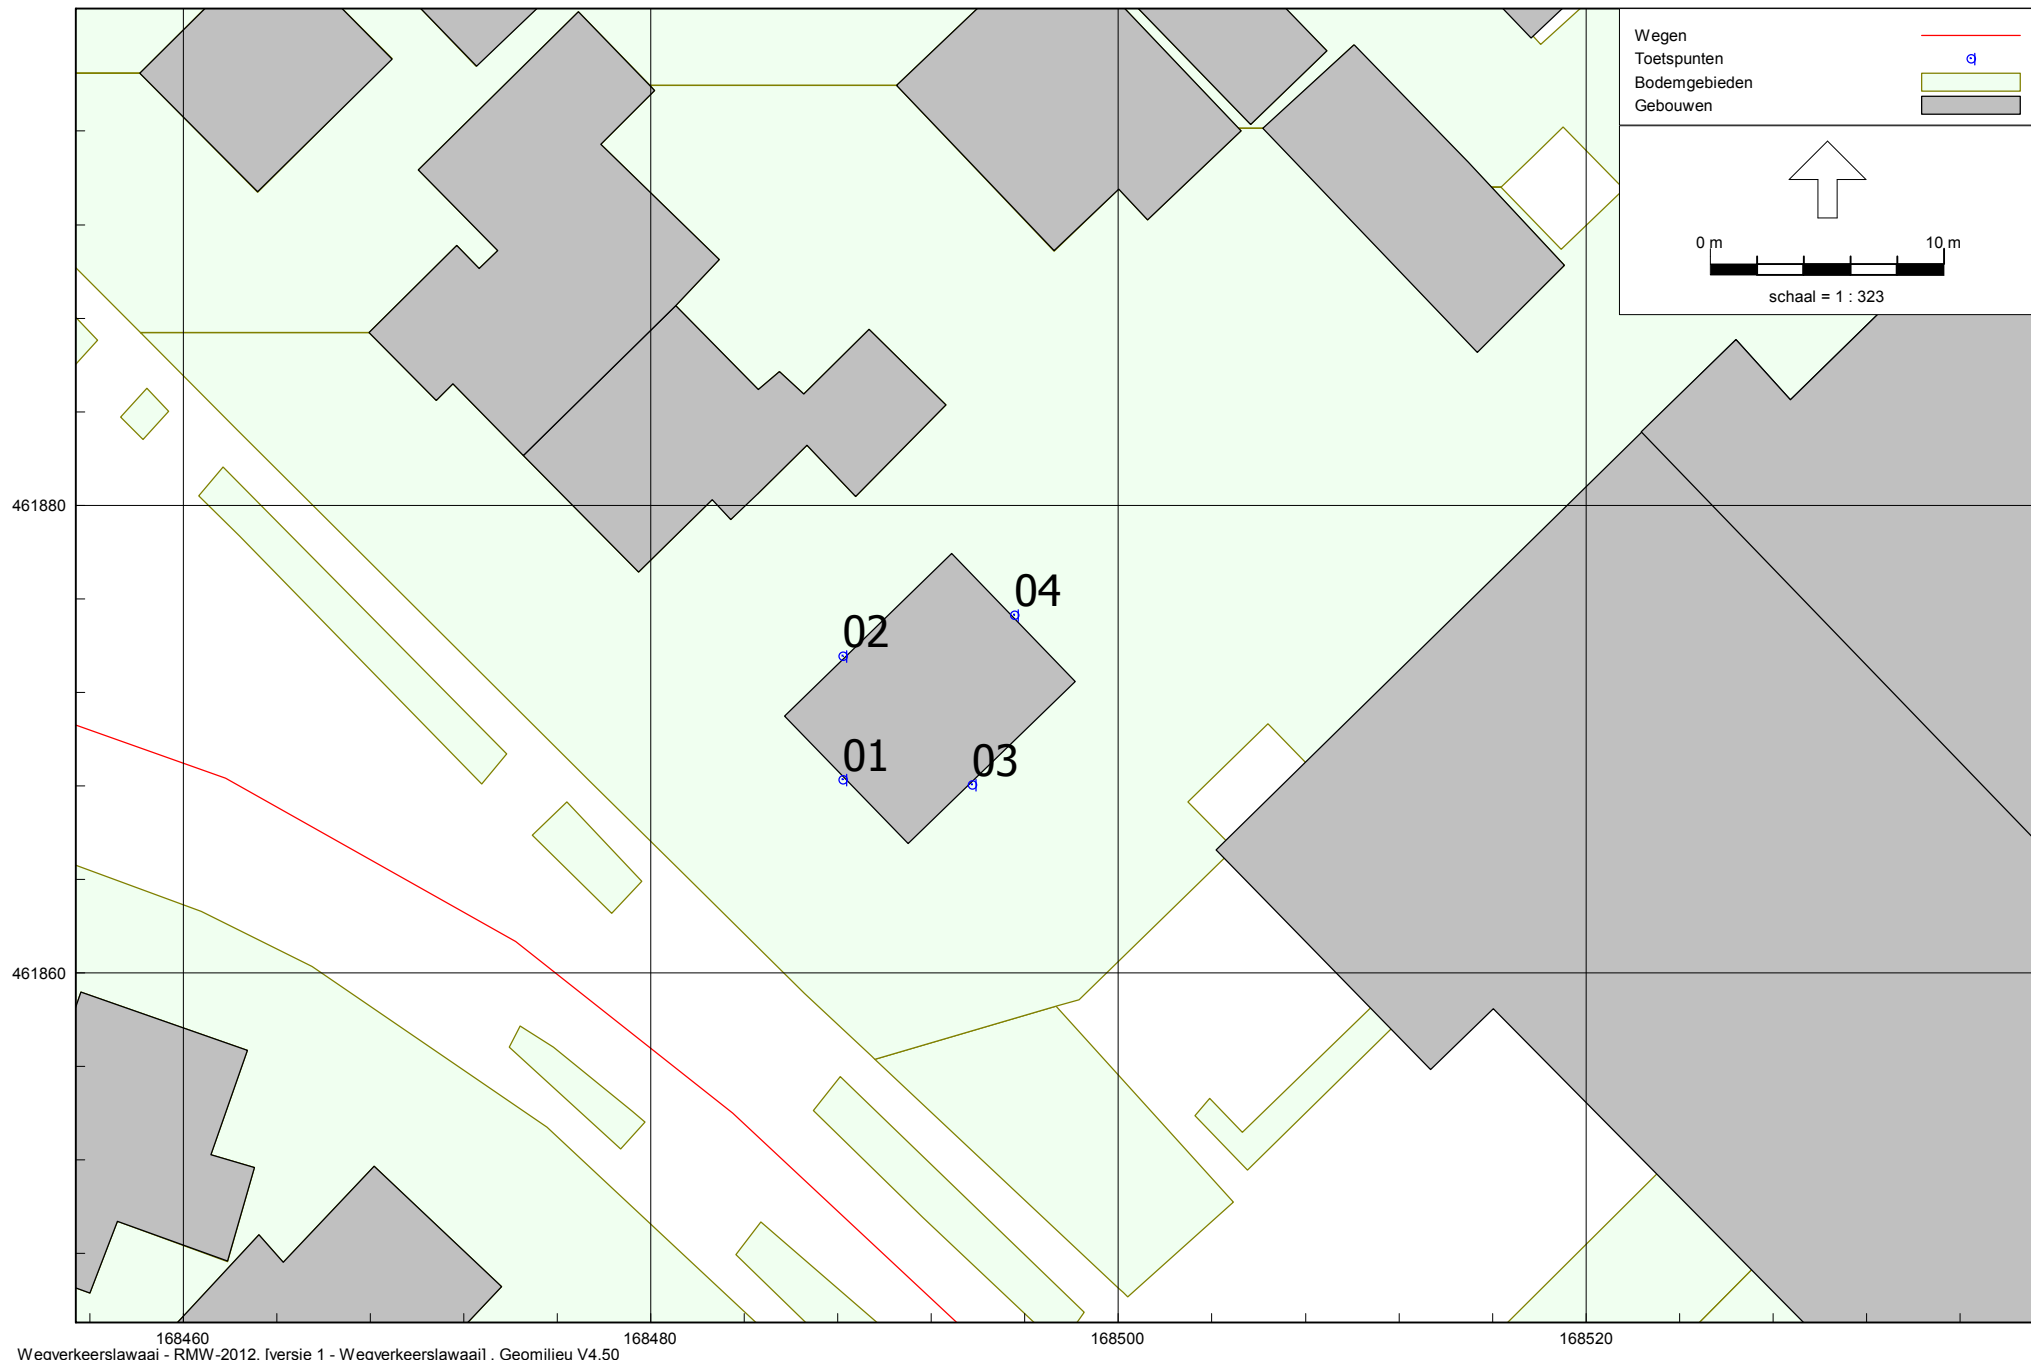 Wegen
Toetspunten
Bodemgebieden
Gebouwen
0 m
10 m
schaal = 1 : 323
461880
04
02
01
03
461860
168460
168480
168500
168520
Wegverkeerslawaai - RMW-2012, [versie 1 - Wegverkeerslawaai] , Geomilieu V4.50